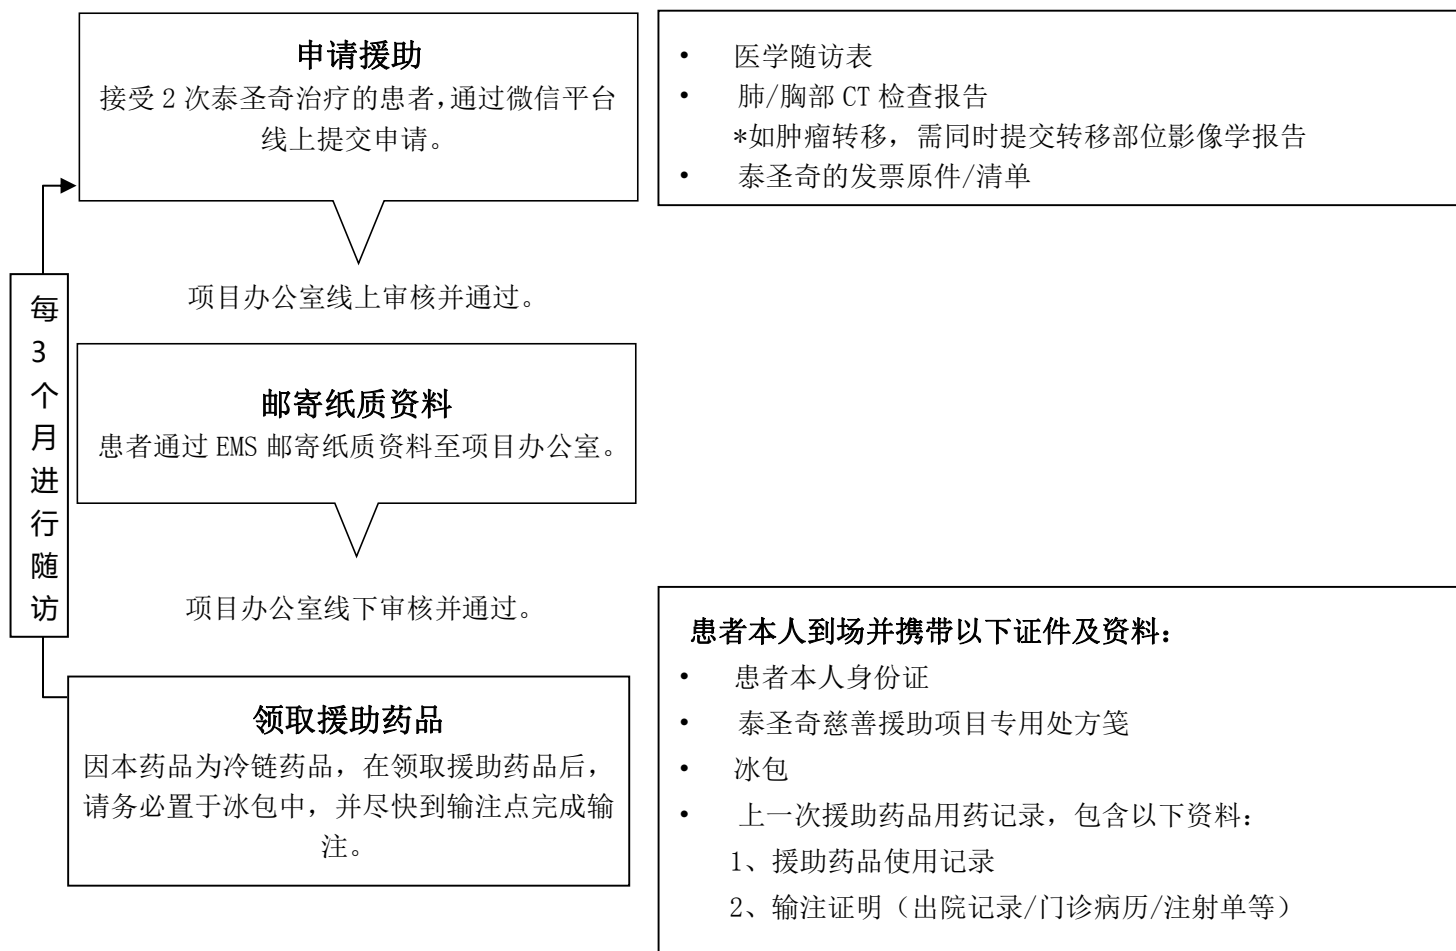 申请援助
接受 2 次泰圣奇治疗的患者，通过微信平台
线上提交申请。
• 医学随访表
• 肺/胸部 CT 检查报告
*如肿瘤转移，需同时提交转移部位影像学报告
• 泰圣奇的发票原件/清单
项目办公室线上审核并通过。
每
3
个
月
进
行
随
访
邮寄纸质资料
患者通过 EMS 邮寄纸质资料至项目办公室。
项目办公室线下审核并通过。
领取援助药品
因本药品为冷链药品，在领取援助药品后，
请务必置于冰包中，并尽快到输注点完成输
注。
患者本人到场并携带以下证件及资料：
• 患者本人身份证
• 泰圣奇慈善援助项目专用处方笺
• 冰包
• 上一次援助药品用药记录，包含以下资料：
1、援助药品使用记录
2、输注证明（出院记录/门诊病历/注射单等）